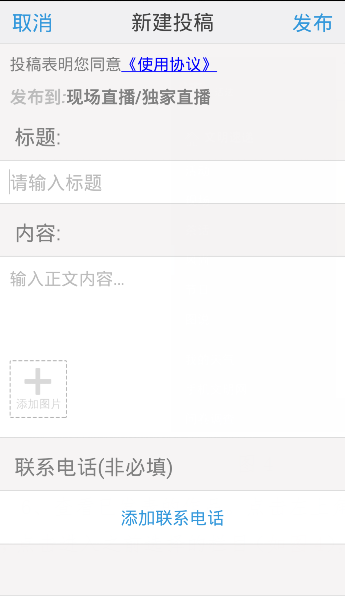 取消 新建投稿 发布
投稿表明您同意《使用协议》
发布到:现场直播/独家直播
标题:
请输入标题
内容:
输入正文内容...
添加图片
联系电话(非必填)
添加联系电话